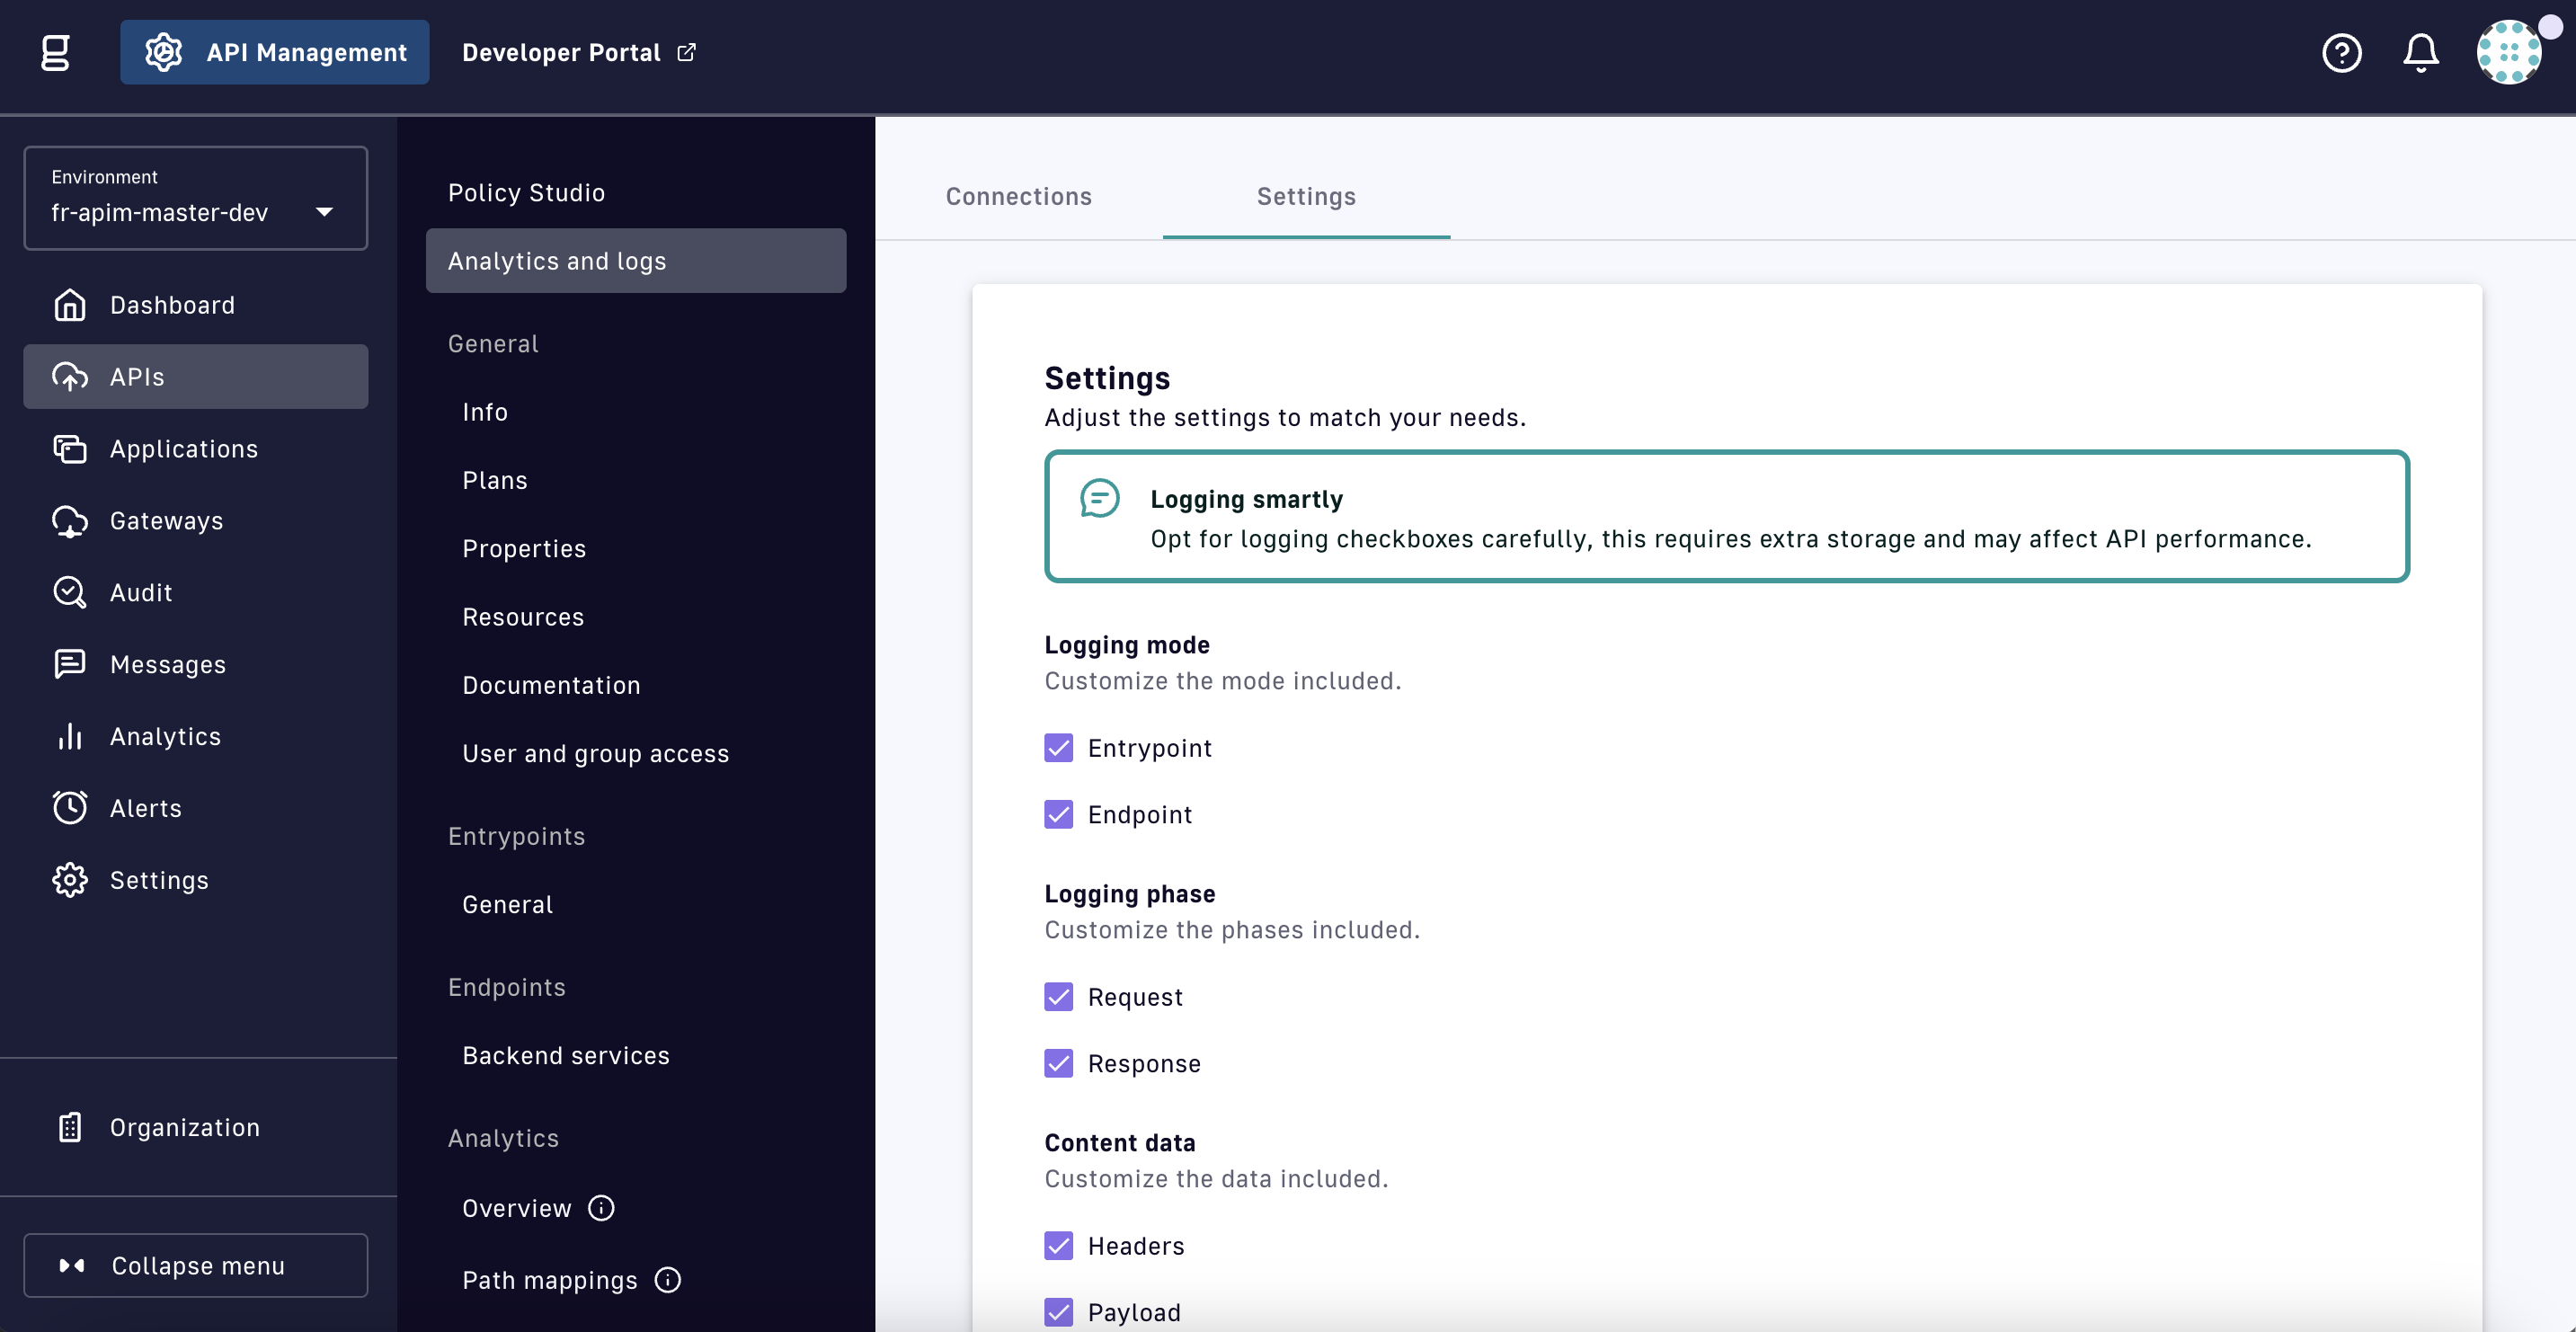 API Management
Developer Portal
Environment
fr-apim-master-dev
Dashboard
APIs
Applications
Gateways
Audit
Messages
Analytics
Alerts
Settings
Organization
Collapse menu
Policy Studio
Analytics and logs
General
Info
Plans
Properties
Resources
Documentation
User and group access
Entrypoints
General
Endpoints
Backend services
Analytics
Overview
Path mappings
Connections
Settings
Settings
Adjust the settings to match your needs.
Logging smartly
Opt for logging checkboxes carefully, this requires extra storage and may affect API performance.
Logging mode
Customize the mode included.
Entrypoint
Endpoint
Logging phase
Customize the phases included.
Request
Response
Content data
Customize the data included.
Headers
Payload